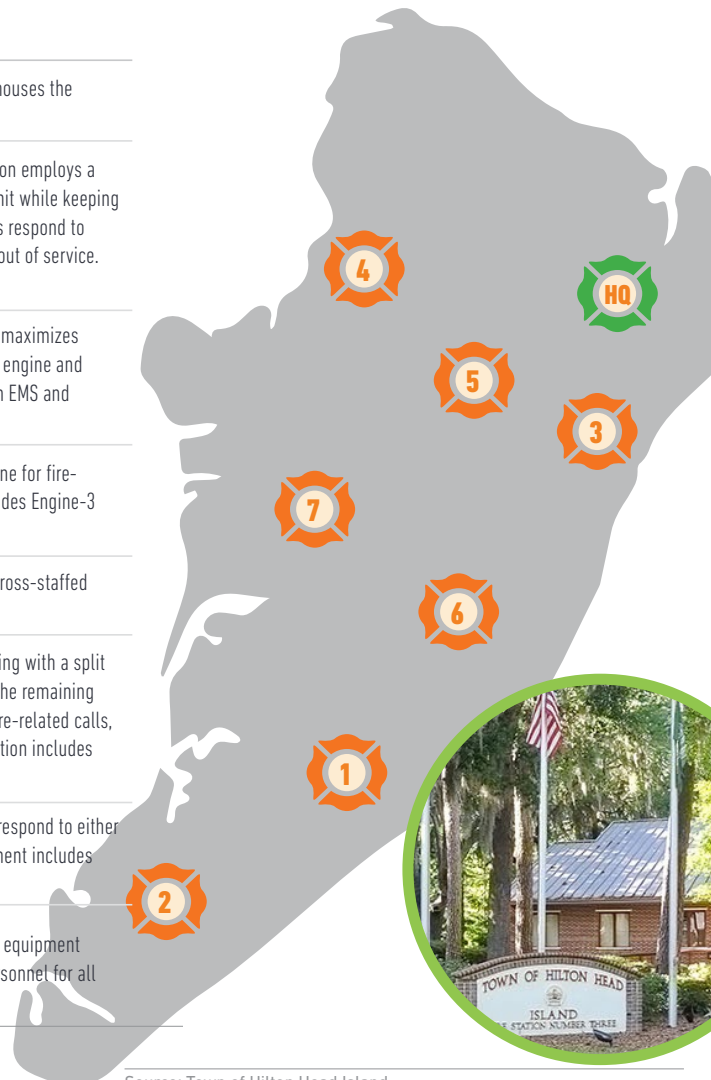 houses the
on employs a
nit while keeping
s respond to
out of service.
maximizes
engine and
EMS and
ne for fire-
des Engine-3
ross-staffed
ing with a split
he remaining
re-related calls,
tion includes
respond to either
ment includes
equipment
sonnel for all
4
HQ
5
3
7
6
1
2
TOWN OF HILTON HEAD
ISLAND
STATION NUMBER THREE
Source: Town of Hilton Head Island